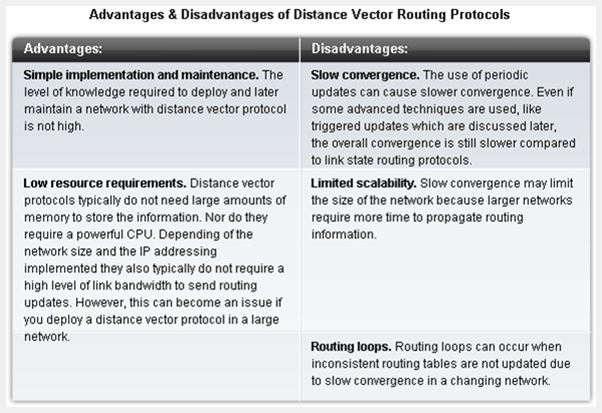 Advantages & Disadvantages of Distance Vector Routing Protocols
Advantages:
Simple implementation and maintenance. The
level of knowledge required to deploy and later
maintain a network with distance vector protocol
is not high.
Low resource requirements. Distance vector
protocols typically do not need large amounts of
memory to store the information. Nor do they
require a powerful CPU. Depending of the
network size and the IP addressing
implemented they also typically do not require a
high level of link bandwidth to send routing
updates. However, this can become an issue if
you deploy a distance vector protocol in a large
network.
Disadvantages:
Slow convergence. The use of periodic
updates can cause slower convergence. Even if
some advanced techniques are used, like
triggered updates which are discussed later,
the overall convergence is still slower compared
to link state routing protocols.
Limited scalability. Slow convergence may limit
the size of the network because larger networks
require more time to propagate routing
information.
Routing loops. Routing loops can occur when
inconsistent routing tables are not updated due
to slow convergence in a changing network.